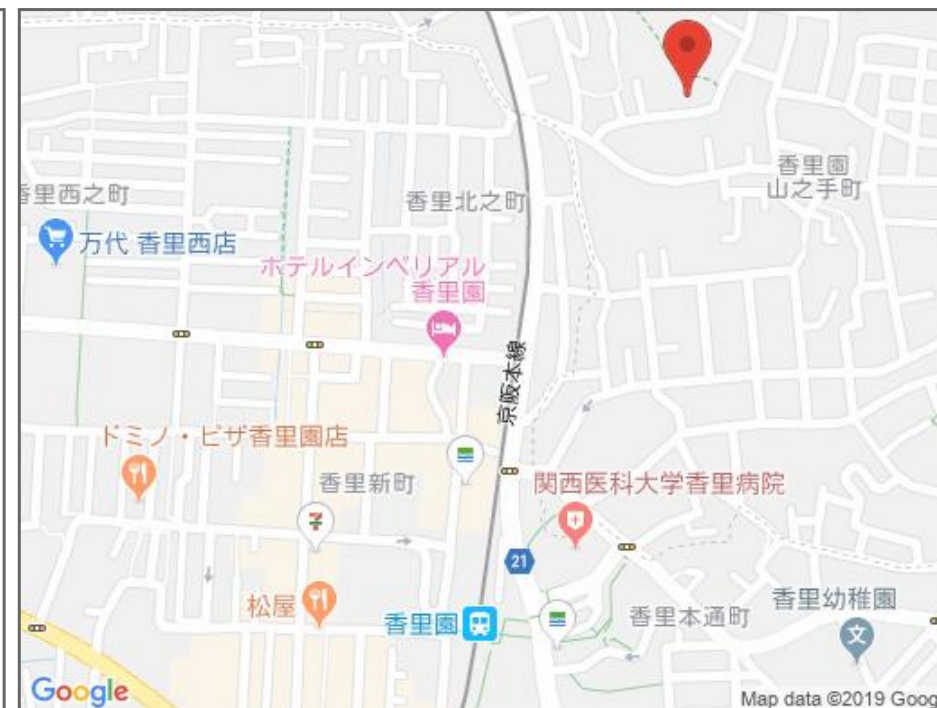 香里園
山之手町
香里西之町
香里北之町
万代 香里西店
ホテルインペリアル
香里園
京阪本線
ドミノ・ピザ香里園店
香里新町
関西医科大学香里病院
21
松屋
香里園
香里本通町
香里幼稚園
文
Google
Map data ©2019 Goog